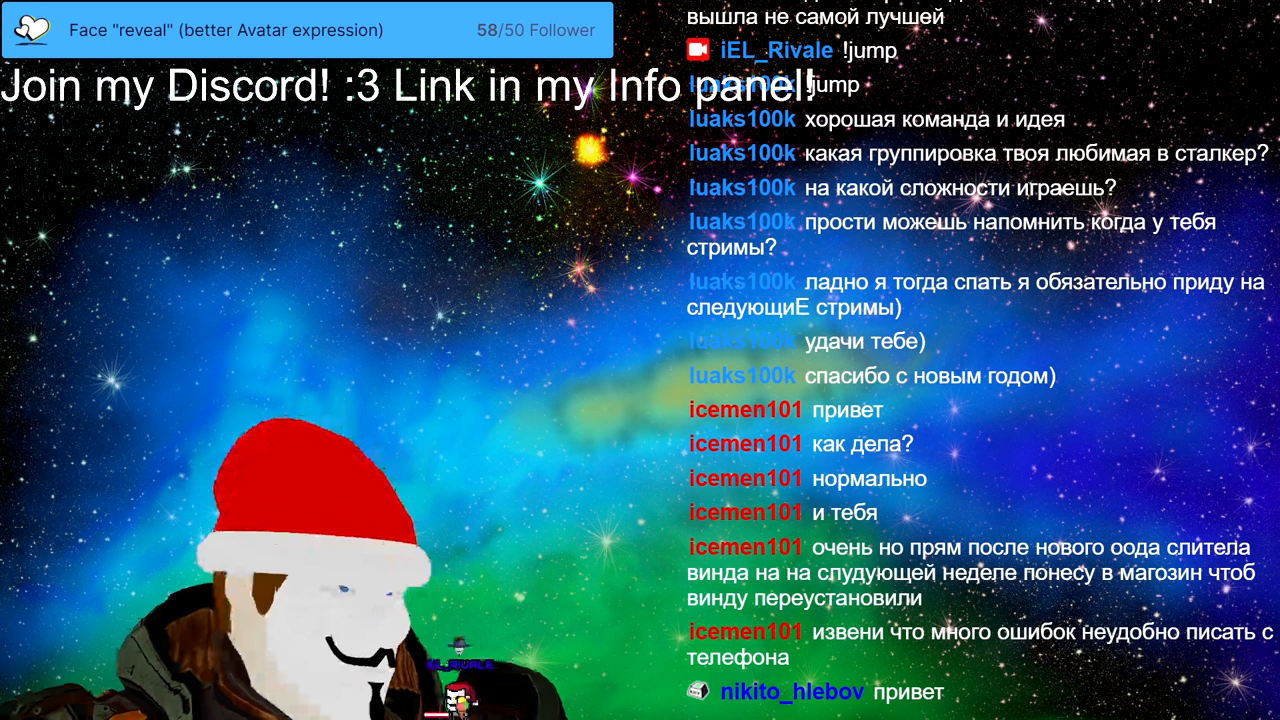 Face "reveal" (better Avatar expression) 58/50 Follower
Join my Discord! :3 Link in my Info panel!
вышла не самой лучшей
iEL_Rivale !jump
luaks100k !jump
luaks100k хорошая команда и идея
luaks100k какая группировка твоя любимая в сталкер?
luaks100k на какой сложности играешь?
luaks100k прости можешь напомнить когда у тебя
стримы?
luaks100k ладно я тогда спать я обязательно приду на
следующиЕ стримы)
luaks100k удачи тебе)
luaks100k спасибо с новым годом)
icemen101 привет
icemen101 как дела?
icemen101 нормально
icemen101 и тебя
icemen101 очень но прям после нового оода слитела
винда на на слудующей неделе понесу в магозин чтоб
винду переустановили
icemen101 извени что много ошибок неудобно писать с
телефона
IEL_RIVALE
nikito_hlebov привет